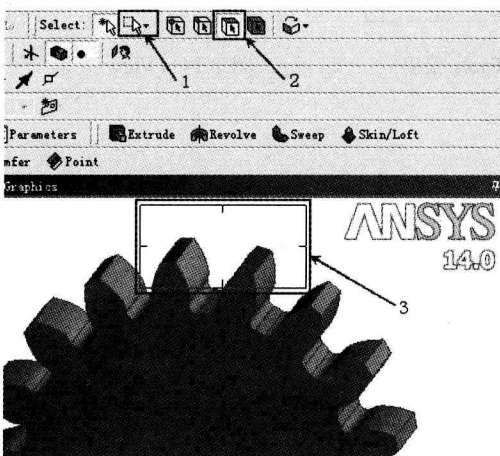 Select:
1 2
Parameters Extrude Revolve Sweep Skin/Loft
mfer Point
Graphics
ANSYS
14.0
3